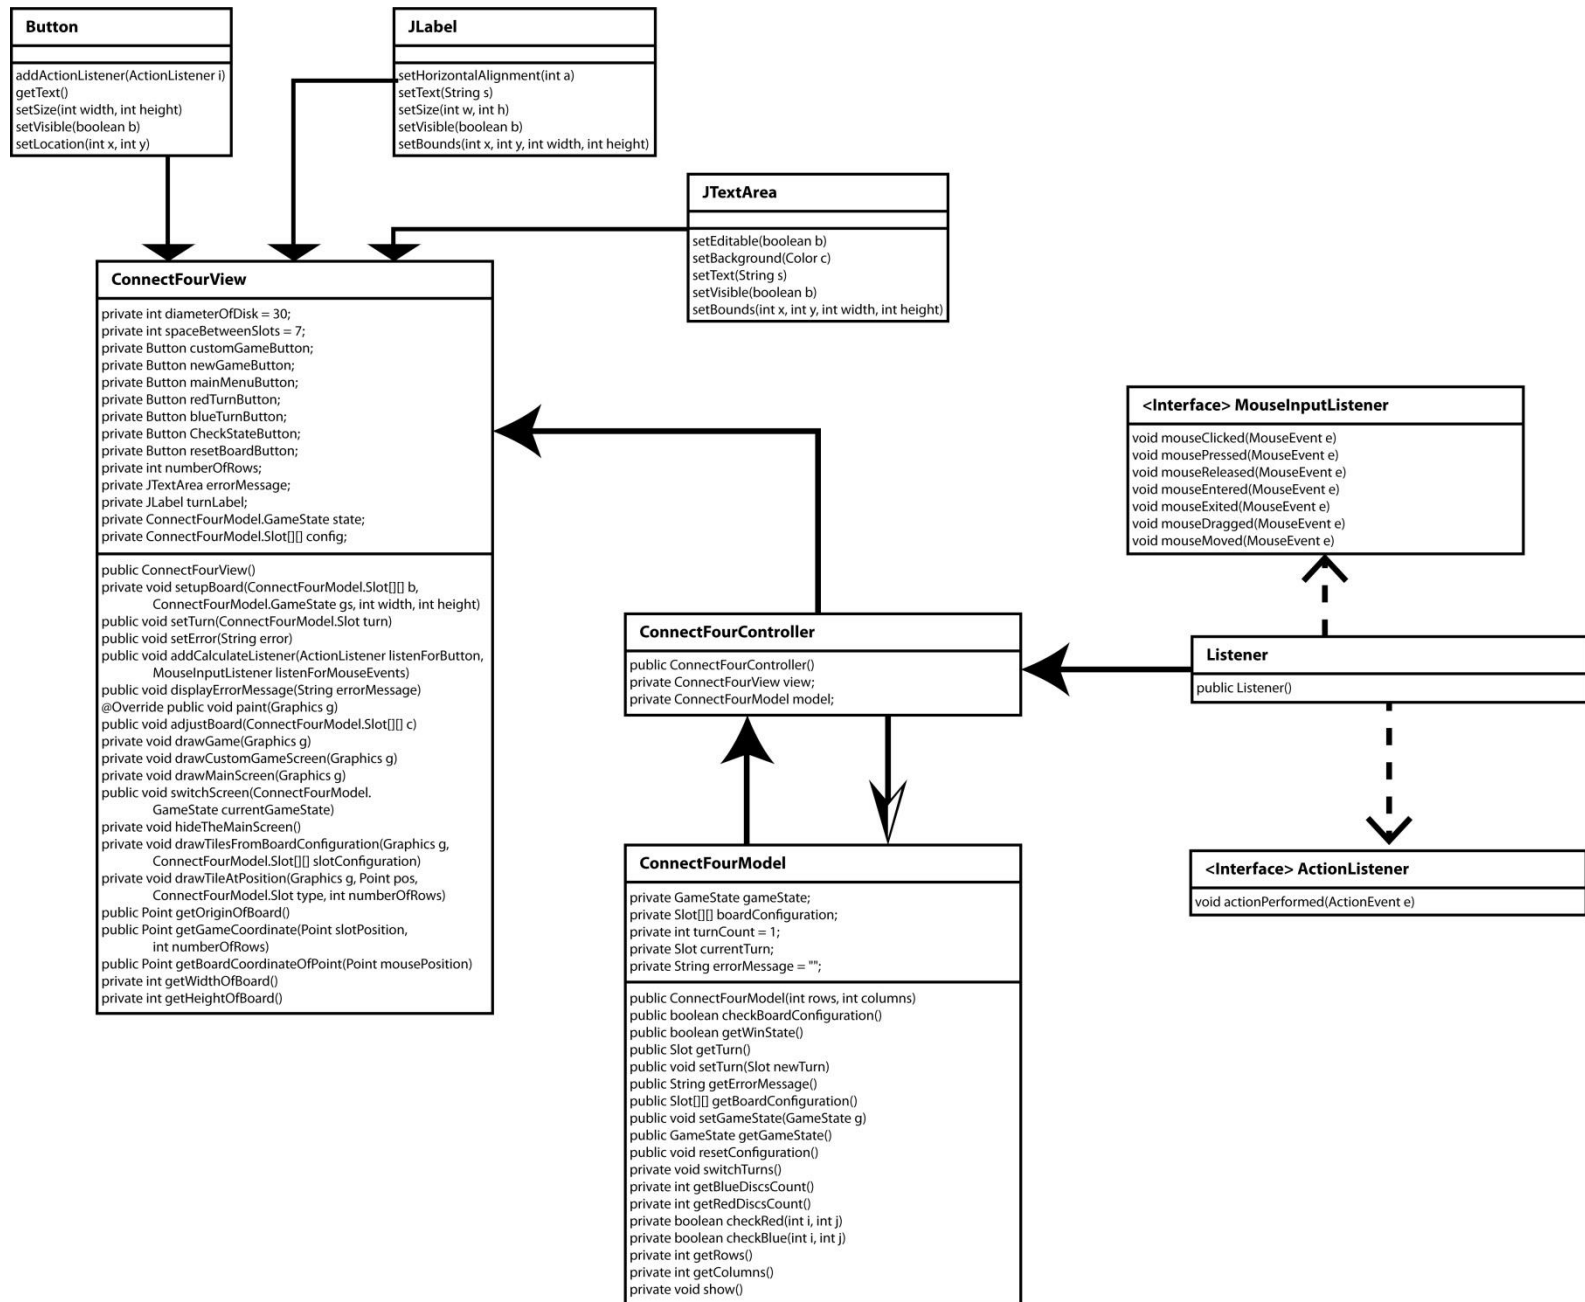 Button
addActionListener(ActionListener i)
getText()
setSize(int width, int height)
setVisible(boolean b)
setLocation(int x, int y)
JLabel
setHorizontalAlignment(int a)
setText(String s)
setSize(int w, int h)
setVisible(boolean b)
setBounds(int x, int y, int width, int height)
JTextArea
setEditable(boolean b)
setBackground(Color c)
setText(String s)
setVisible(boolean b)
setBounds(int x, int y, int width, int height)
ConnectFourView
private int diameterOfDisk = 30;
private int spaceBetweenSlots = 7;
private Button customGameButton;
private Button newGameButton;
private Button mainMenuButton;
private Button redTurnButton;
private Button blueTurnButton;
private Button CheckStateButton;
private Button resetBoardButton;
private int numberOfRows;
private JTextArea errorMessage;
private JLabel turnLabel;
private ConnectFourModel.GameState state;
private ConnectFourModel.Slot[][] config;
public ConnectFourView()
private void setupBoard(ConnectFourModel.Slot[][] b,
ConnectFourModel.GameState gs, int width, int height)
public void setTurn(ConnectFourModel.Slot turn)
public void setError(String error)
public void addCalculateListener(ActionListener listenForButton,
MouseInputListener listenForMouseEvents)
public void displayErrorMessage(String errorMessage)
@Override public void paint(Graphics g)
public void adjustBoard(ConnectFourModel.Slot[][] c)
private void drawGame(Graphics g)
private void drawCustomGameScreen(Graphics g)
private void drawMainScreen(Graphics g)
public void switchScreen(ConnectFourModel.
GameState currentGameState)
private void hideTheMainScreen()
private void drawTilesFromBoardConfiguration(Graphics g,
ConnectFourModel.Slot[][] slotConfiguration)
private void drawTileAtPosition(Graphics g, Point pos,
ConnectFourModel.Slot type, int numberOfRows)
public Point getOriginOfBoard()
public Point getGameCoordinate(Point slotPosition,
int numberOfRows)
public Point getBoardCoordinateOfPoint(Point mousePosition)
private int getWidthOfBoard()
private int getHeightOfBoard()
<Interface> MouseInputListener
void mouseClicked(MouseEvent e)
void mousePressed(MouseEvent e)
void mouseReleased(MouseEvent e)
void mouseEntered(MouseEvent e)
void mouseExited(MouseEvent e)
void mouseDragged(MouseEvent e)
void mouseMoved(MouseEvent e)
ConnectFourController
public ConnectFourController()
private ConnectFourView view;
private ConnectFourModel model;
Listener
public Listener()
<Interface> ActionListener
void actionPerformed(ActionEvent e)
ConnectFourModel
private GameState gameState;
private Slot[][] boardConfiguration;
private int turnCount = 1;
private Slot currentTurn;
private String errorMessage = "";
public ConnectFourModel(int rows, int columns)
public boolean checkBoardConfiguration()
public boolean getWinState()
public Slot getTurn()
public void setTurn(Slot newTurn)
public String getErrorMessage()
public Slot[][] getBoardConfiguration()
public void setGameState(GameState g)
public GameState getGameState()
public void resetConfiguration()
private void switchTurns()
private int getBlueDiscsCount()
private int getRedDiscsCount()
private boolean checkRed(int i, int j)
private boolean checkBlue(int i, int j)
private int getRows()
private int getColumns()
private void show()